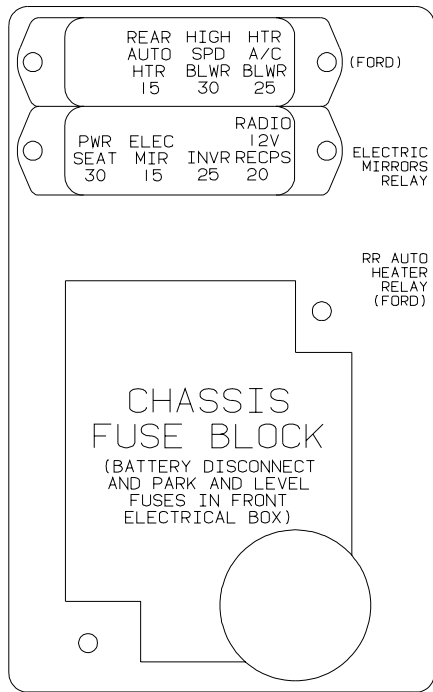 REAR HIGH HTR
AUTO SPD A/C
HTR BLWR BLWR
15 30 25
(FORD)
RADIO
PWR ELEC 12V
SEAT MIR INVR RECPS
30 15 25 20
ELECTRIC
MIRRORS
RELAY
RR AUTO
HEATER
RELAY
(FORD)
CHASSIS
FUSE BLOCK
(BATTERY DISCONNECT
AND PARK AND LEVEL
FUSES IN FRONT
ELECTRICAL BOX)